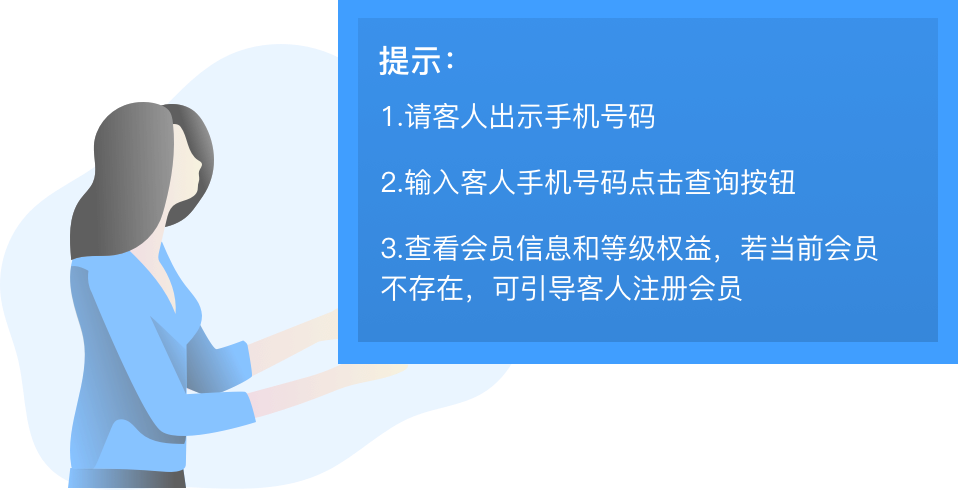 提示：
1.请客人出示手机号码
2.输入客人手机号码点击查询按钮
3.查看会员信息和等级权益，若当前会员
不存在，可引导客人注册会员